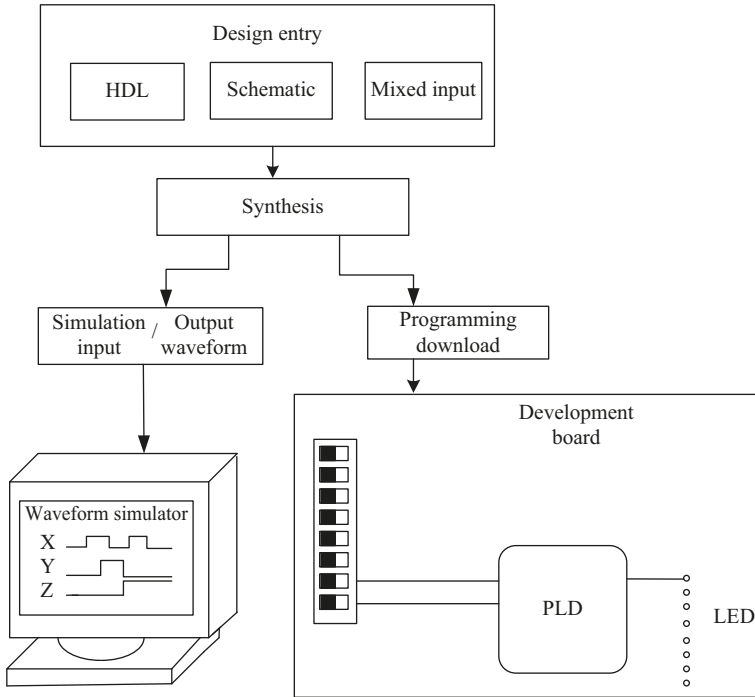 Design entry
HDL
Schematic
Mixed input
Synthesis
Simulation input / Output waveform
Programming
download
Development
board
Waveform simulator
X
Y
Z
PLD
LED